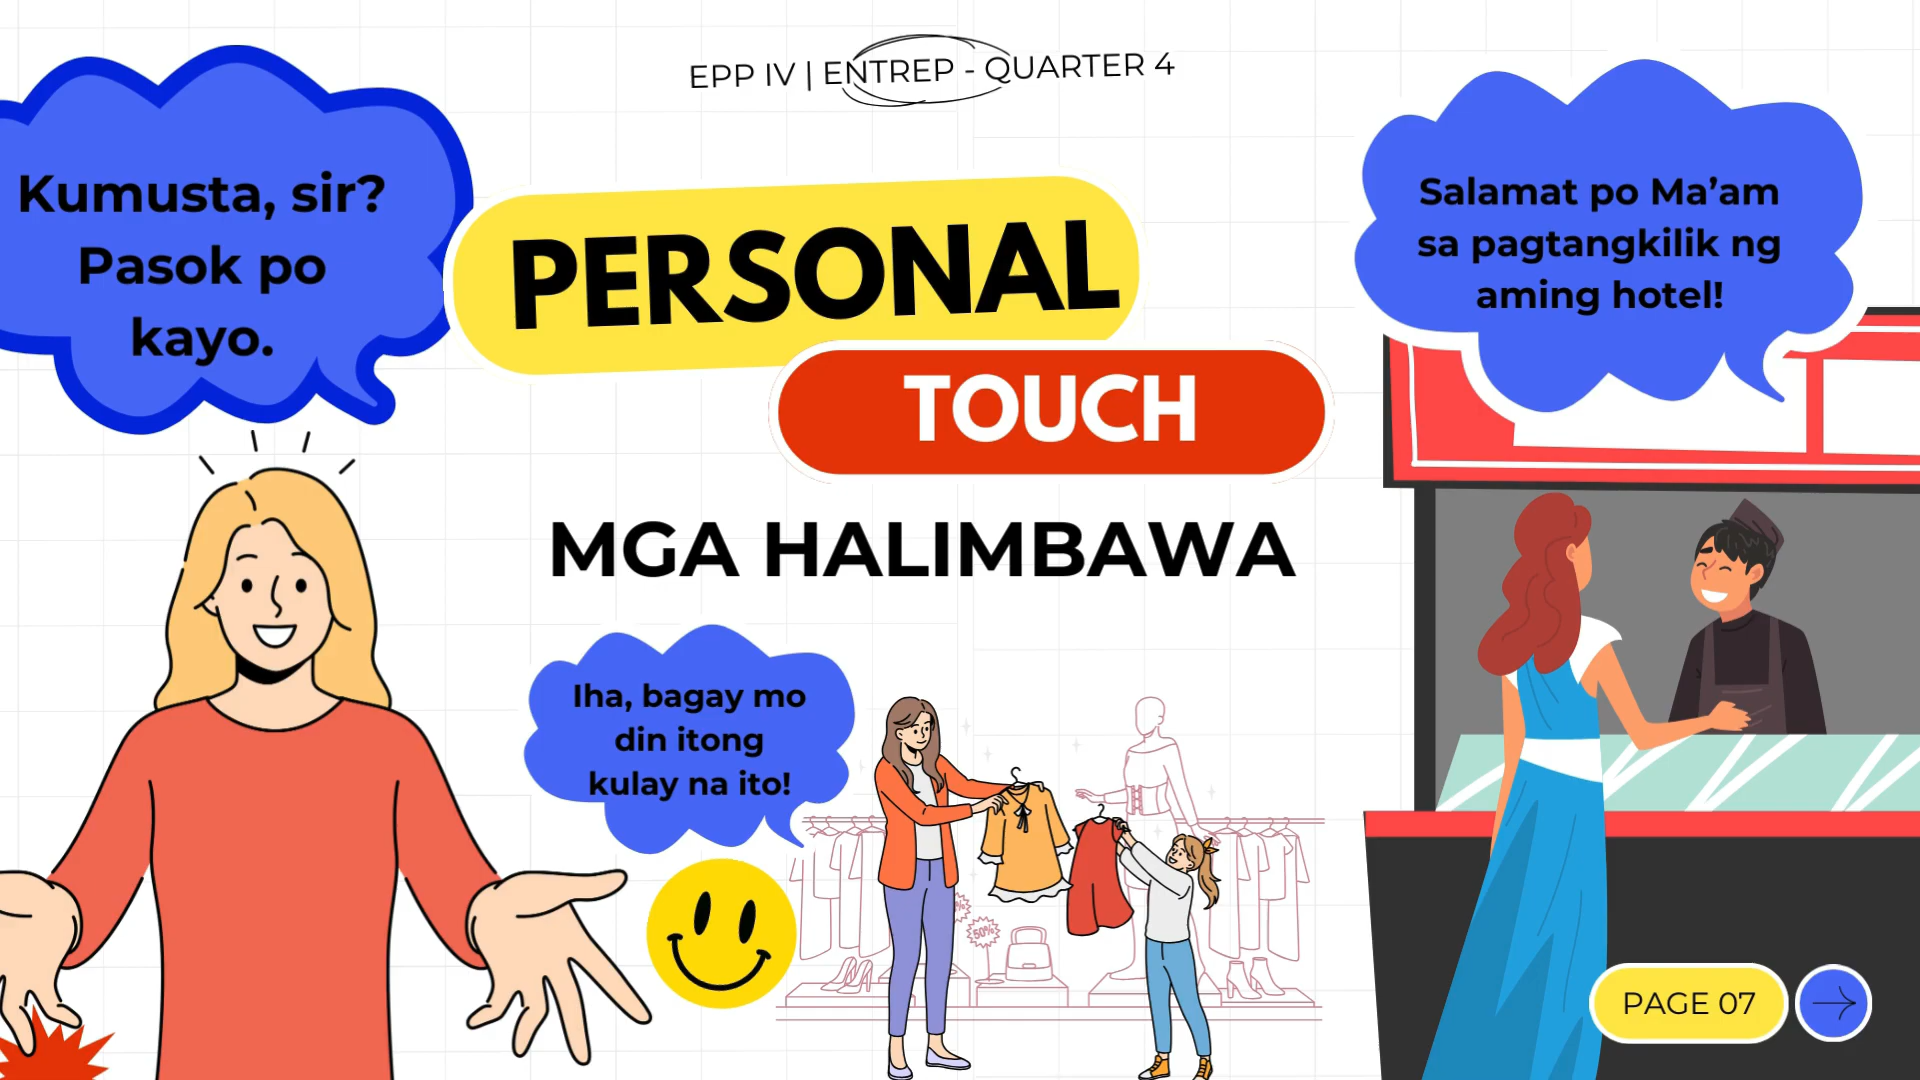 EPP IV | ENTREP - QUARTER 4
Kumusta, sir?
Pasok po
kayo.
PERSONAL
TOUCH
Salamat po Ma’am
sa pagtangkilik ng
aming hotel!
MGA HALIMBAWA
Iha, bagay mo
din itong
kulay na ito!
50%
PAGE 07